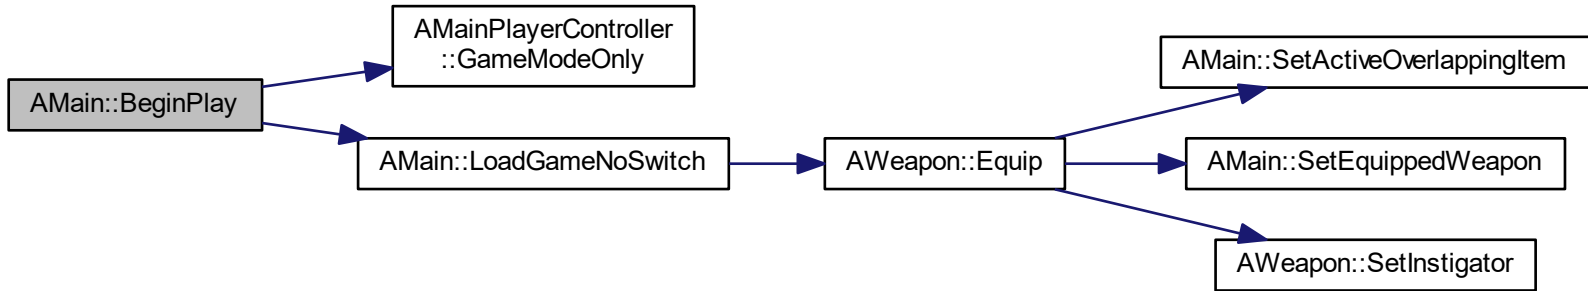 AMain::BeginPlay
AMainPlayerController
::GameModeOnly
AMain::LoadGameNoSwitch
AWeapon::Equip
AMain::SetActiveOverlappingItem
AMain::SetEquippedWeapon
AWeapon::SetInstigator